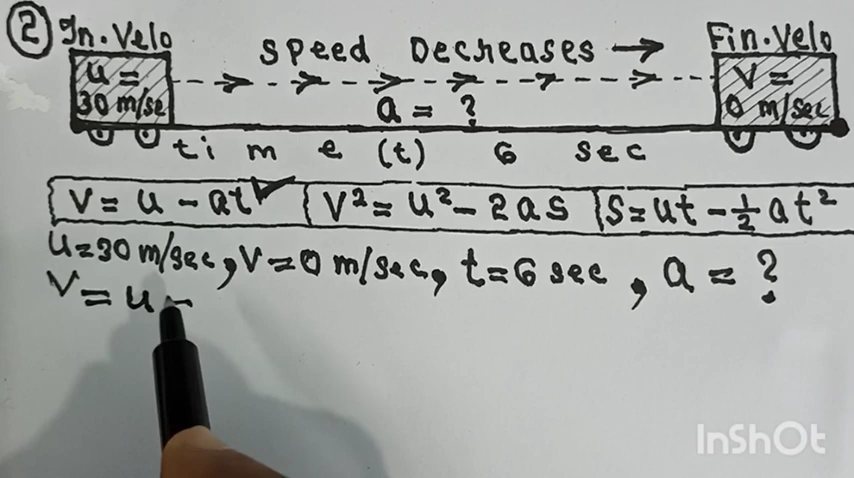 ② In. Velo Speed Decreases → Fin. Velo
u = 30 m/sec a = ? V = 0 m/sec
time (t) 6 sec
V = u - at ✓ V² = u² - 2as S = ut - ½ at²
u = 30 m/sec, V = 0 m/sec, t = 6 sec, a = ?
V = u -
InShOt